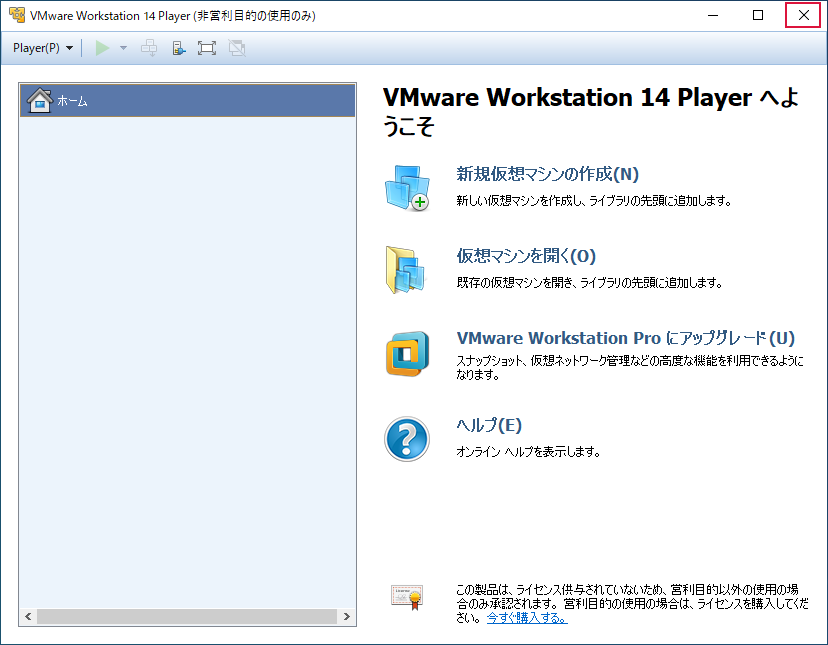 VMware Workstation 14 Player (非営利目的の使用のみ)
Player(P)
ホーム
VMware Workstation 14 Player へよ
うこそ
新規仮想マシンの作成(N)
新しい仮想マシンを作成し、ライブラリの先頭に追加します。
仮想マシンを開く(O)
既存の仮想マシンを開き、ライブラリの先頭に追加します。
VMware Workstation Pro にアップグレード(U)
スナップショット、仮想ネットワーク管理などの高度な機能を利用できるように
なります。
ヘルプ(E)
オンライン ヘルプを表示します。
この製品は、ライセンス供与されていないため、営利目的以外の使用の場
合のみ承認されます。営利目的の使用の場合は、ライセンスを購入してくだ
さい。 今すぐ購入する。